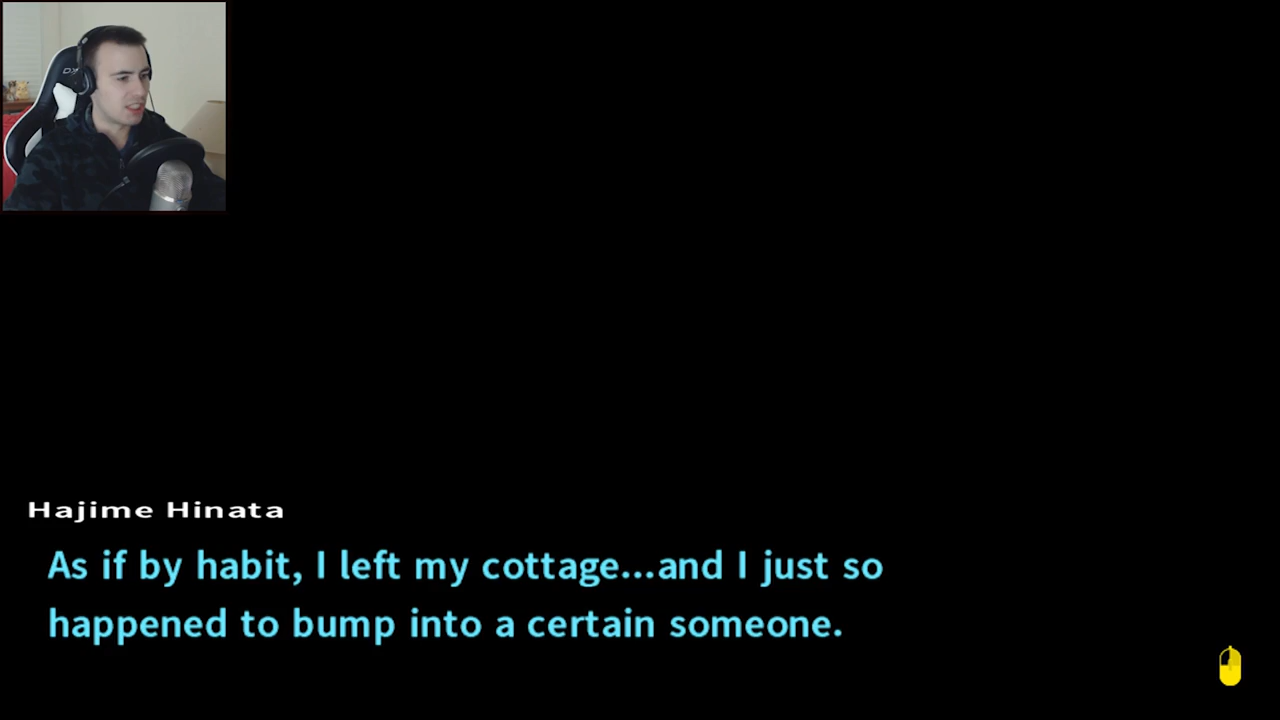 Hajime Hinata
As if by habit, I left my cottage...and I just so
happened to bump into a certain someone.